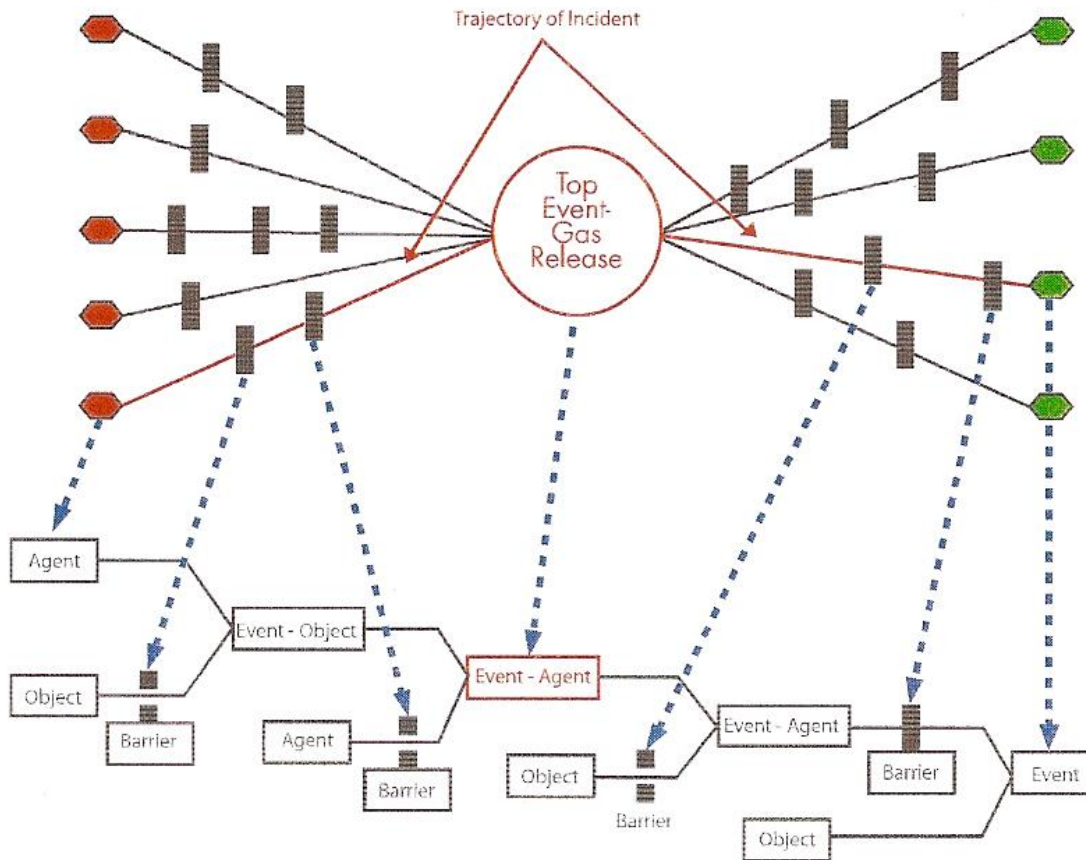 Trajectory of Incident
Top
Event-
Gas
Release
Agent
Event - Object
Object
Barrier
Event - Agent
Agent
Barrier
Event - Agent
Object
Barrier
Barrier
Event
Object